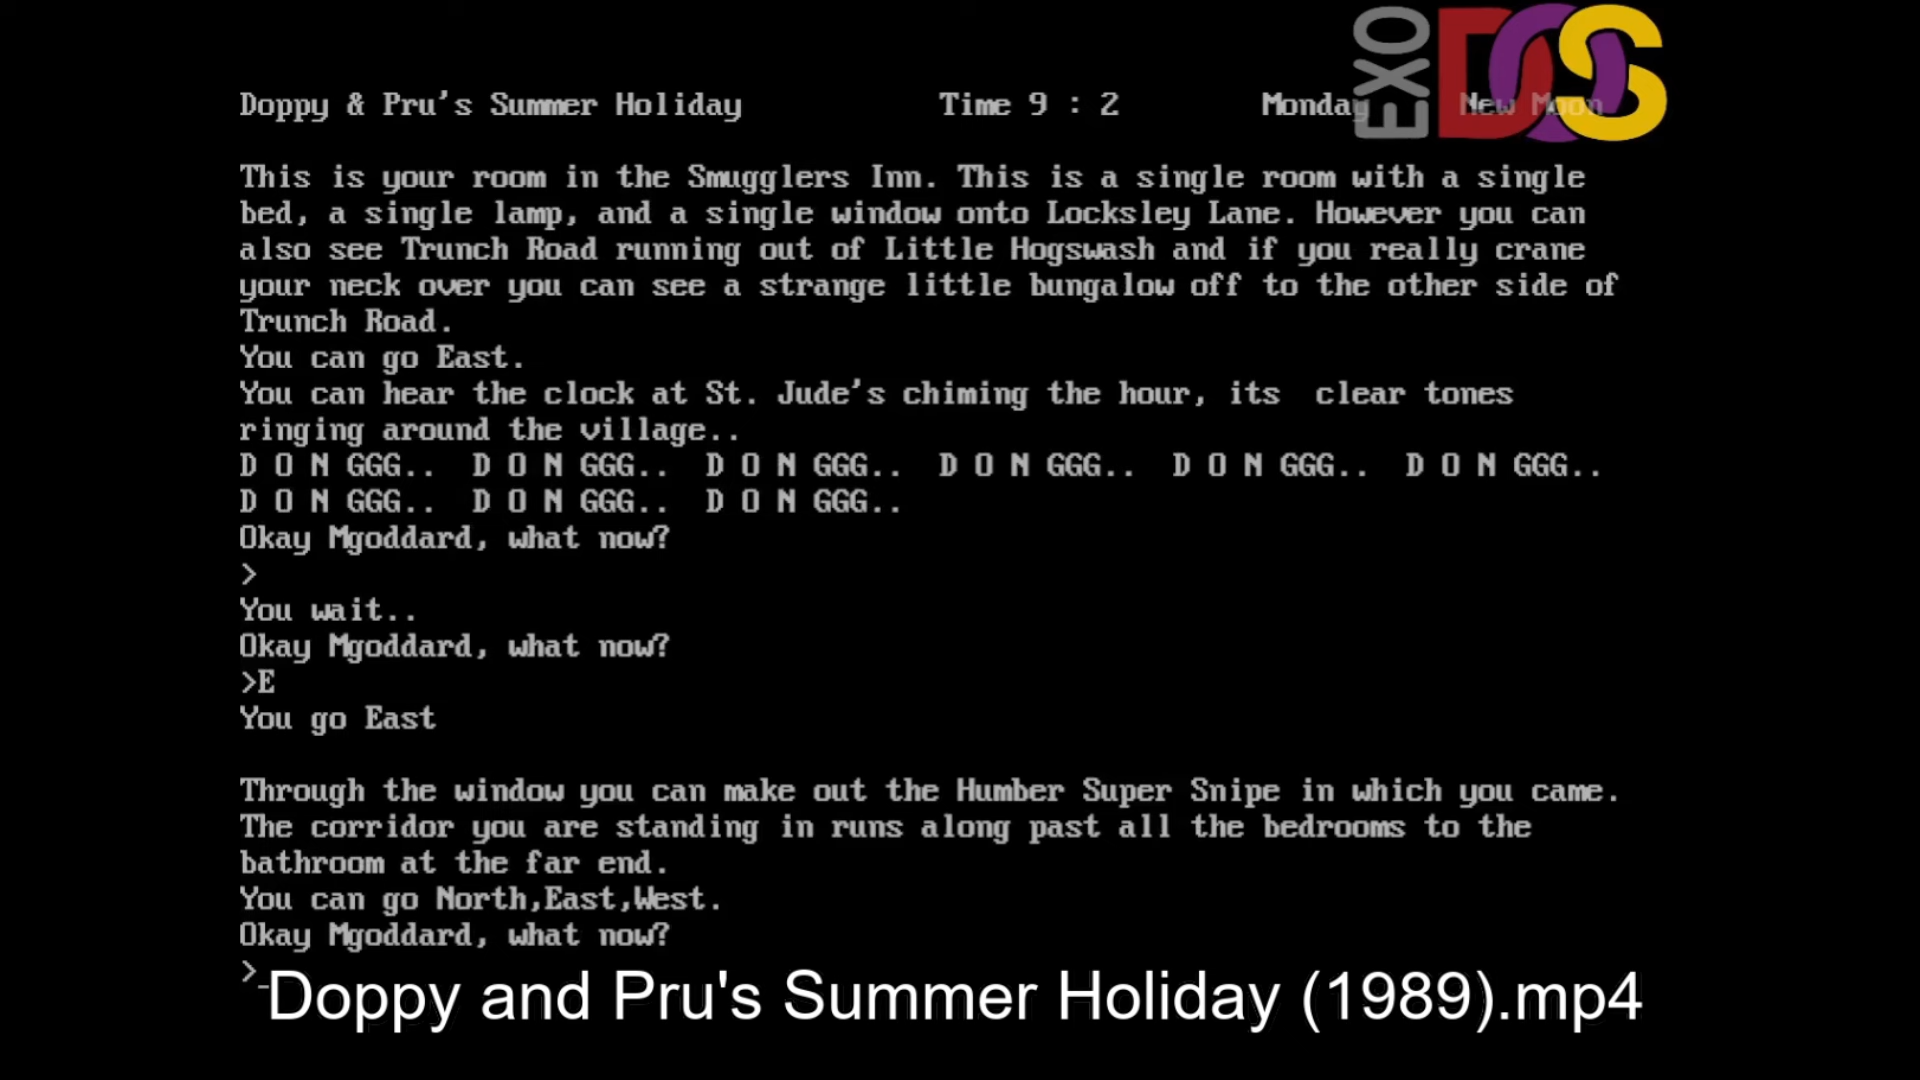 EXO DOS
Doppy & Pru's Summer Holiday Time 9 : 2 Monday New Moon
This is your room in the Smugglers Inn. This is a single room with a single
bed, a single lamp, and a single window onto Locksley Lane. However you can
also see Trunch Road running out of Little Hogswash and if you really crane
your neck over you can see a strange little bungalow off to the other side of
Trunch Road.
You can go East.
You can hear the clock at St. Jude's chiming the hour, its  clear tones
ringing around the village..
D O N GGG..  D O N GGG..  D O N GGG..  D O N GGG..  D O N GGG..  D O N GGG..
D O N GGG..  D O N GGG..  D O N GGG..
Okay Mgoddard, what now?
>
You wait..
Okay Mgoddard, what now?
>E
You go East
Through the window you can make out the Humber Super Snipe in which you came.
The corridor you are standing in runs along past all the bedrooms to the
bathroom at the far end.
You can go North,East,West.
Okay Mgoddard, what now?
>_
Doppy and Pru's Summer Holiday (1989).mp4